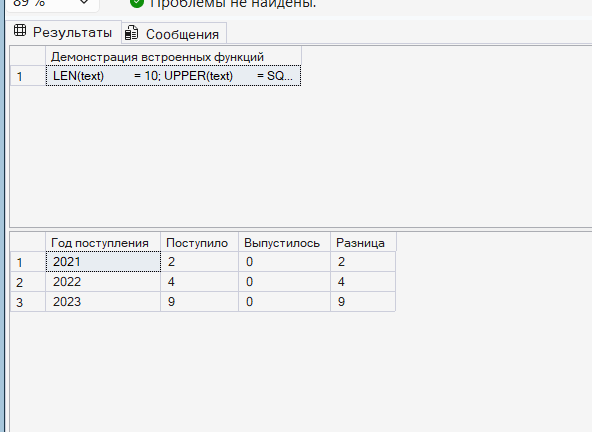 89 % Проблемы не найдены.
Результаты Сообщения
Демонстрация встроенных функций
1 LEN(text) = 10; UPPER(text) = SQ...
Год поступления Поступило Выпустилось Разница
1 2021 2 0 2
2 2022 4 0 4
3 2023 9 0 9